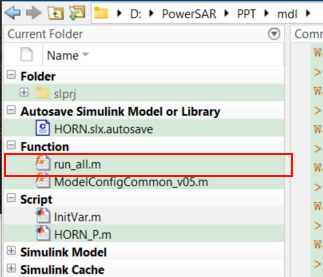 D: ▸ PowerSAR ▸ PPT ▸ mdl ▸
Current Folder
Comm
Name
Folder
slprj
Autosave Simulink Model or Library
HORN.slx.autosave
Function
run_all.m
ModelConfigCommon_v05.m
Script
InitVar.m
HORN_P.m
Simulink Model
Simulink Cache